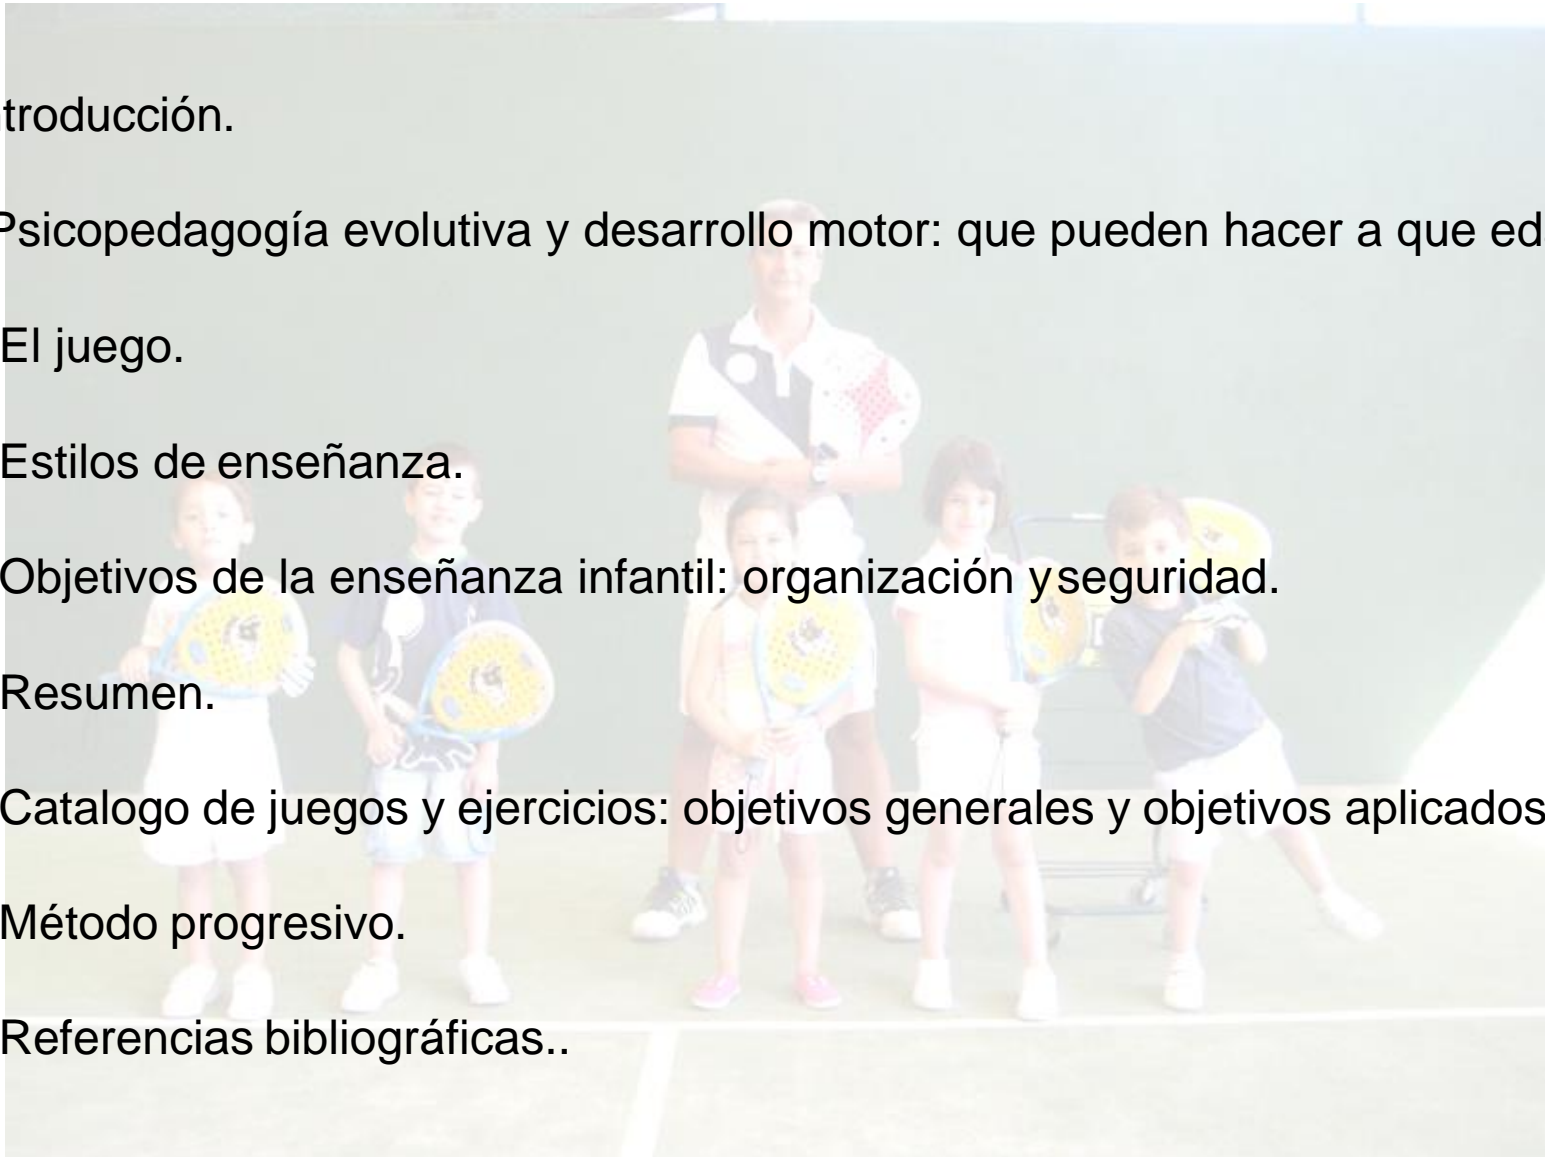 troducción.
Psicopedagogía evolutiva y desarrollo motor: que pueden hacer a que ed
El juego.
Estilos de enseñanza.
Objetivos de la enseñanza infantil: organización y seguridad.
Resumen.
Catalogo de juegos y ejercicios: objetivos generales y objetivos aplicados
Método progresivo.
Referencias bibliográficas..